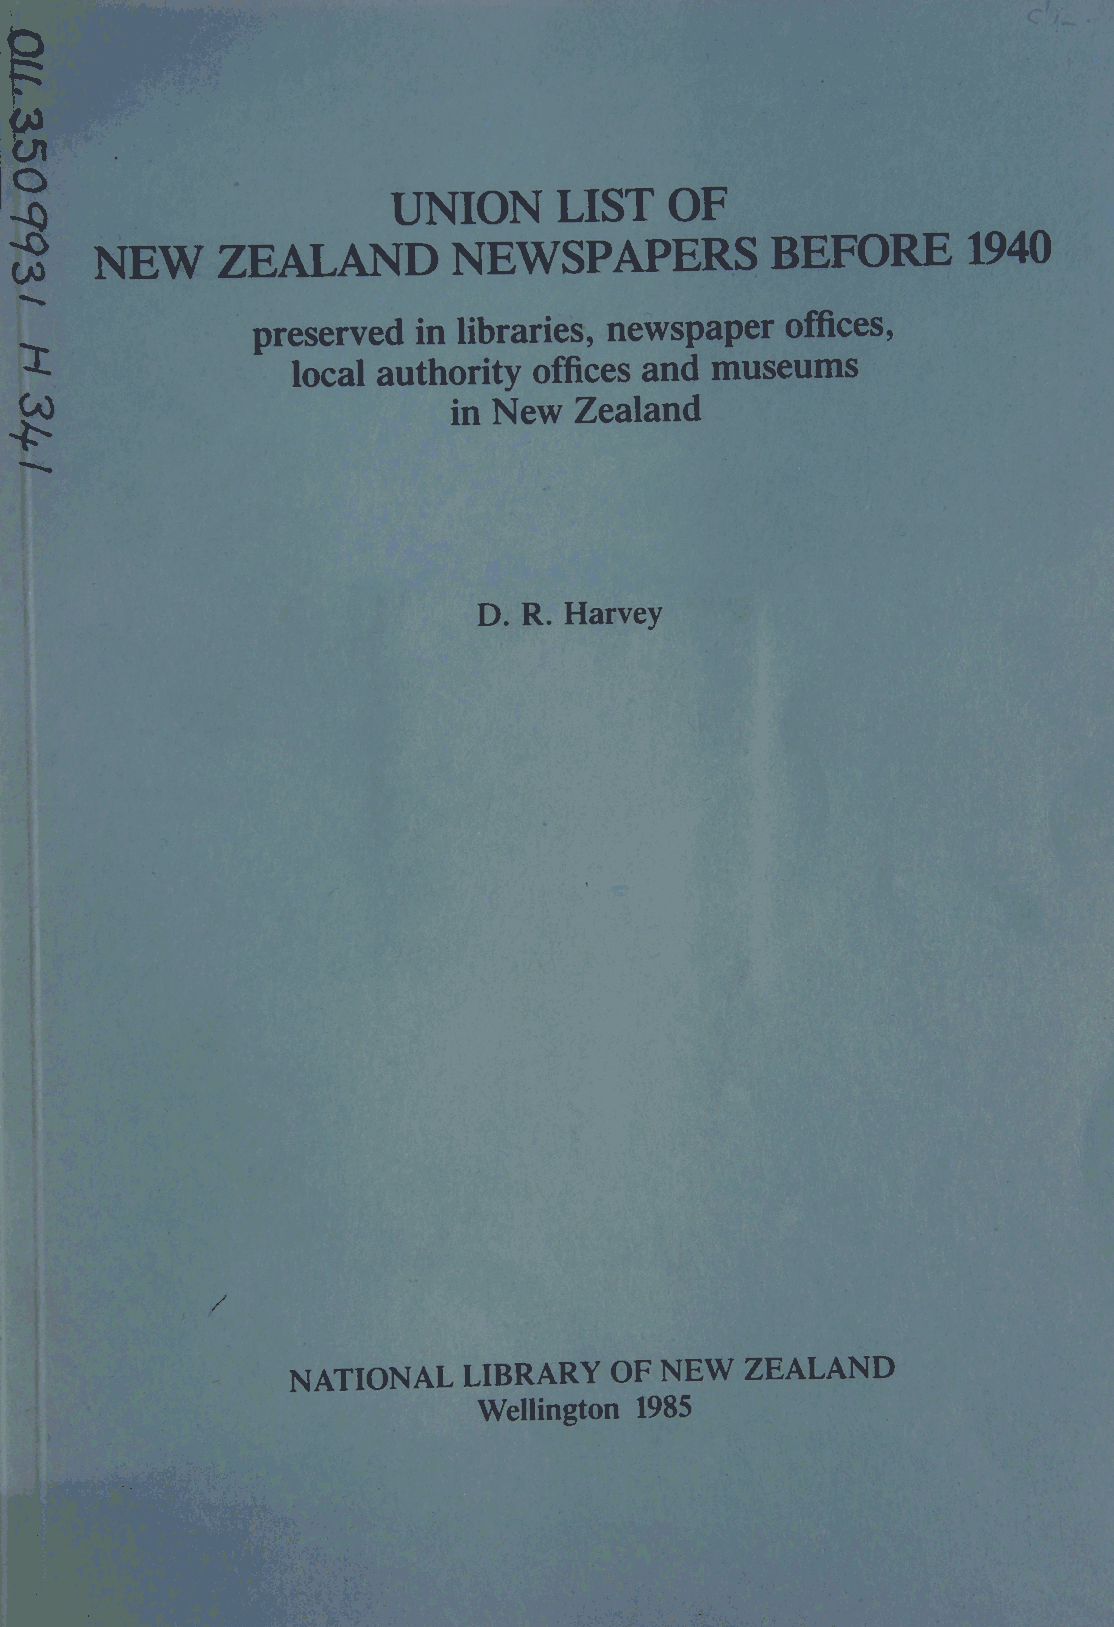 011.3509931 H341
UNION LIST OF
NEW ZEALAND NEWSPAPERS BEFORE 1940
preserved in libraries, newspaper offices,
local authority offices and museums
in New Zealand
D. R. Harvey
NATIONAL LIBRARY OF NEW ZEALAND
Wellington 1985